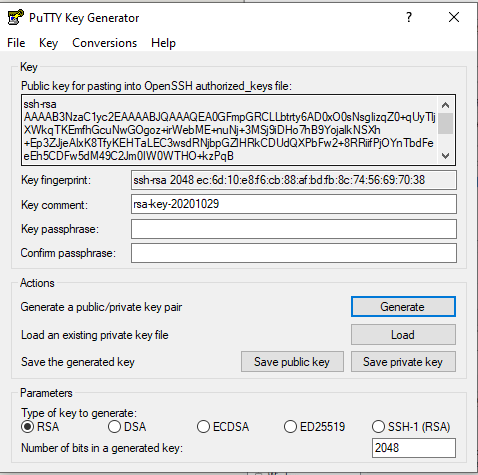 PuTTY Key Generator
?
File Key Conversions Help
Key
Public key for pasting into OpenSSH authorized_keys file:
ssh-rsa
AAAAB3NzaC1yc2EAAAABJQAAAQEA0GFmpGRCLLbtrty6AD0xO0sNsgIizqZ0+qUyTlj
XWkqTKEmfhGcuNwGOgoz+irWebME+nuNj+3MSj9iDHo7hB9YojalkNSXh
+Ep3ZJjeAlxK8TfyKEHTaLEC3wsdRNjbpGZlHRkCDUdQXPbFw2+8RRiifPjOYnTbdFe
eEh5CDFw5dM49C2Jm0IW0WTHO+kzPqB
Key fingerprint: ssh-rsa 2048 ec:6d:10:e8:f6:cb:88:af:bd:fb:8c:74:56:69:70:38
Key comment: rsa-key-20201029
Key passphrase:
Confirm passphrase:
Actions
Generate a public/private key pair Generate
Load an existing private key file Load
Save the generated key Save public key Save private key
Parameters
Type of key to generate:
RSA DSA ECDSA ED25519 SSH-1 (RSA)
Number of bits in a generated key: 2048